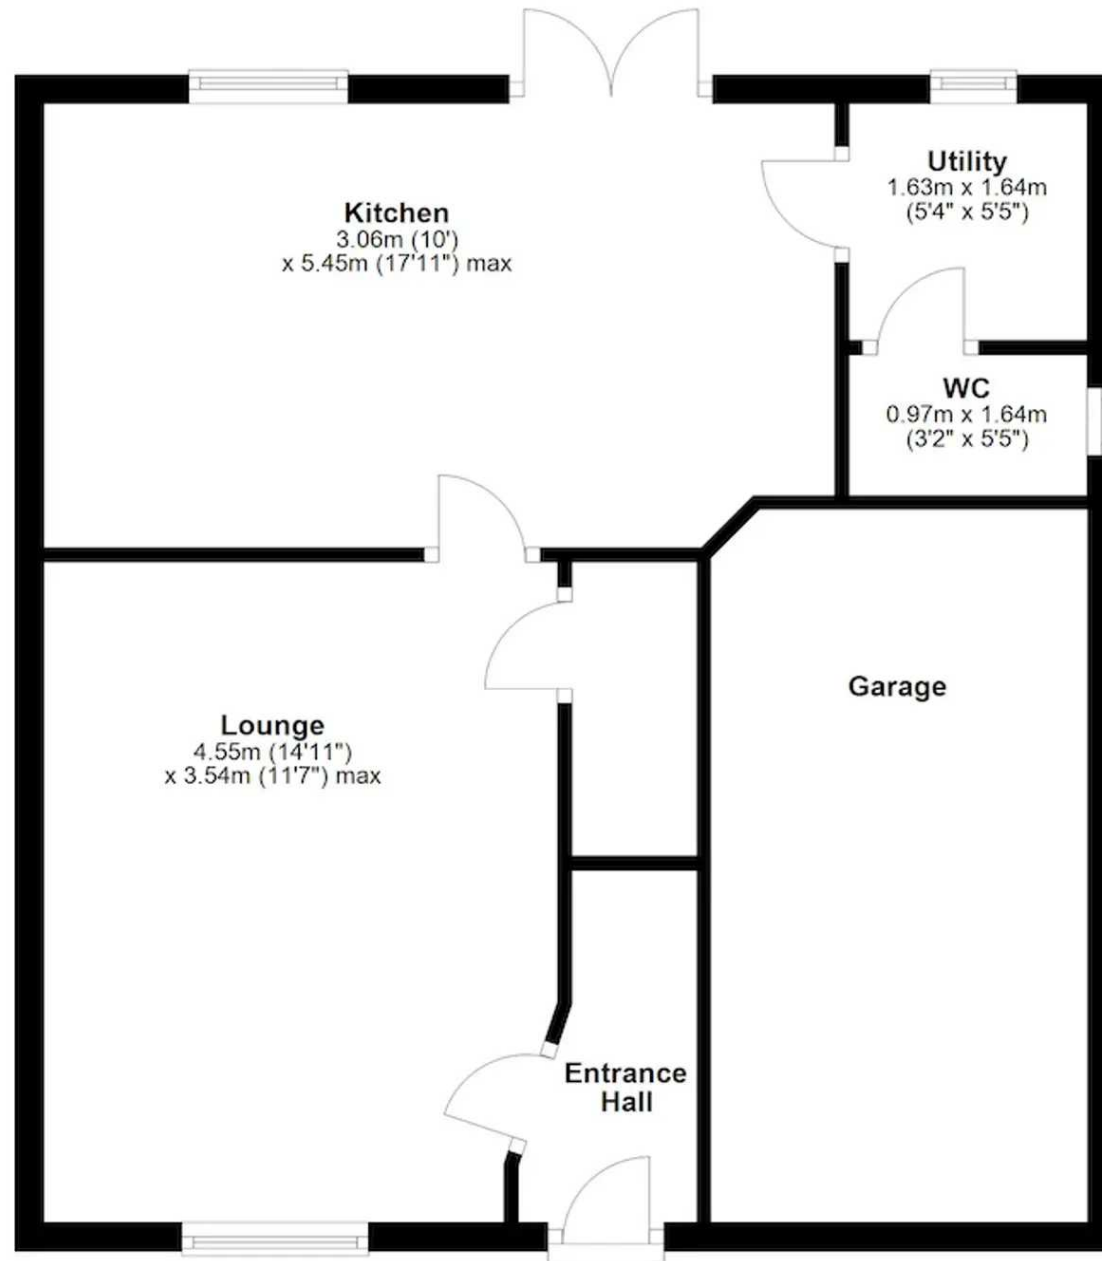 Kitchen
3.06m (10')
x 5.45m (17'11") max
Utility
1.63m x 1.64m
(5'4" x 5'5")
WC
0.97m x 1.64m
(3'2" x 5'5")
Lounge
4.55m (14'11")
x 3.54m (11'7") max
Garage
Entrance
Hall